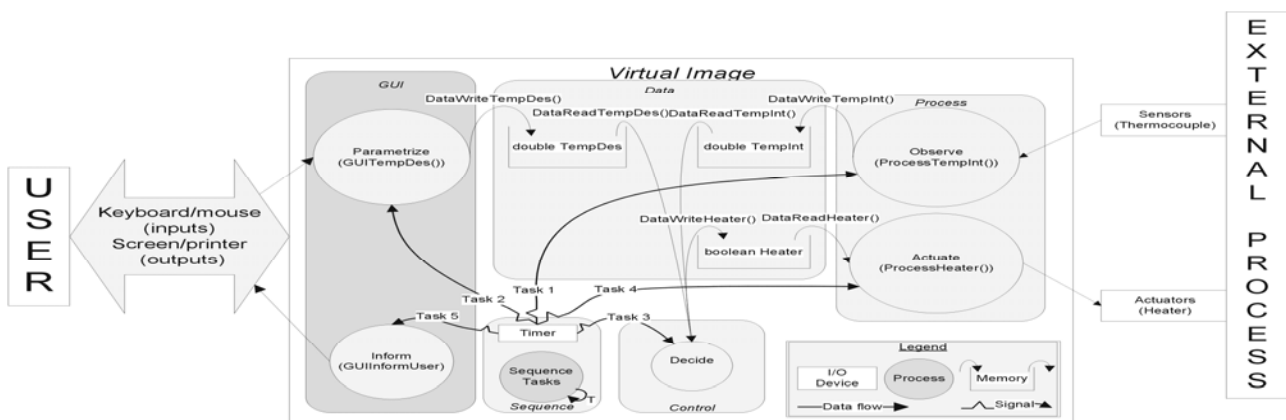 USER
Keyboard/mouse
(inputs)
Screen/printer
(outputs)
Virtual Image
GUI
Parametrize
(GUITempDes())
Inform
(GUIInformUser)
Data
DataWriteTempDes()
DataReadTempDes()
DataReadTempInt()
DataWriteTempInt()
double TempDes
double TempInt
DataWriteHeater()
DataReadHeater()
boolean Heater
Process
Observe
(ProcessTempInt())
Actuate
(ProcessHeater())
Task 2
Task 1
Task 4
Task 5
Task 3
Timer
Sequence
Tasks
T
Sequence
Decide
Control
Legend
I/O
Device
Process
Memory
Data flow
Signal
Sensors
(Thermocouple)
Actuators
(Heater)
EXTERNAL PROCESS